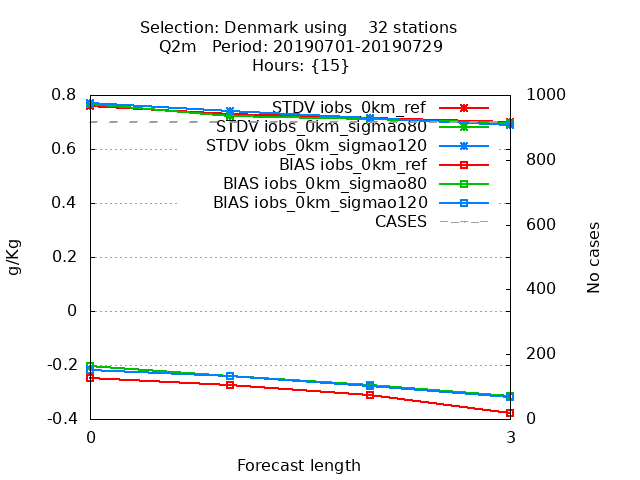 Selection: Denmark using    32 stations
Q2m   Period: 20190701-20190729
Hours: {15}
0.8
0.6
0.4
0.2
0
-0.2
-0.4
g/Kg
STDV iobs_0km_ref
STDV iobs_0km_sigmao80
STDV iobs_0km_sigmao120
BIAS iobs_0km_ref
BIAS iobs_0km_sigmao80
BIAS iobs_0km_sigmao120
CASES
1000
800
600
400
200
0
No cases
0
3
Forecast length